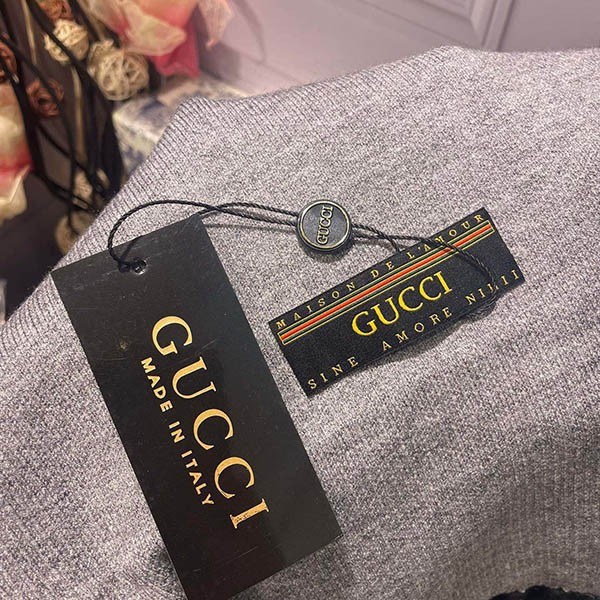 GUCCI
MAISON DE L'AMOUR
GUCCI
SINE AMORE NIHIL
GUCCI
MADE IN ITALY